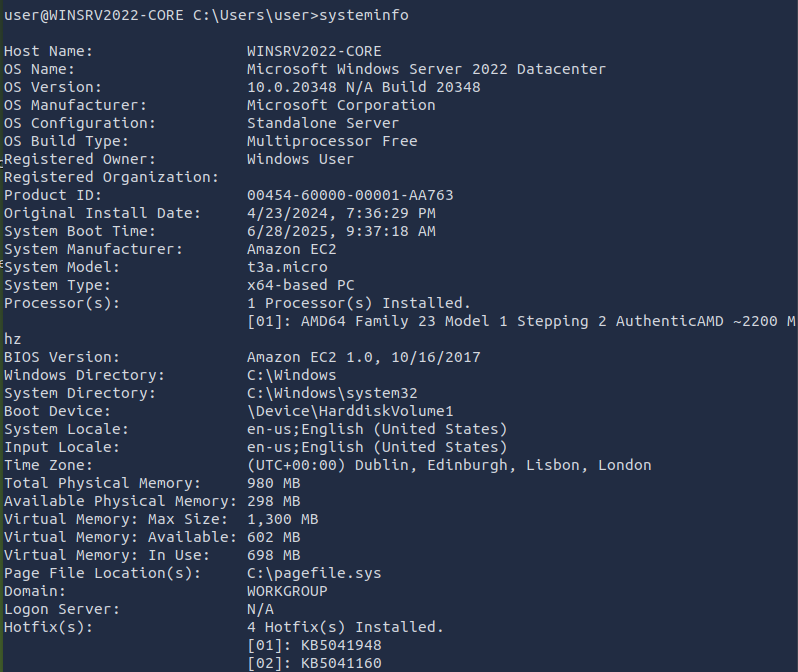 user@WINSRV2022-CORE C:\Users\user>systeminfo
Host Name:                 WINSRV2022-CORE
OS Name:                   Microsoft Windows Server 2022 Datacenter
OS Version:                10.0.20348 N/A Build 20348
OS Manufacturer:           Microsoft Corporation
OS Configuration:          Standalone Server
OS Build Type:             Multiprocessor Free
Registered Owner:          Windows User
Registered Organization:
Product ID:                00454-60000-00001-AA763
Original Install Date:     4/23/2024, 7:36:29 PM
System Boot Time:          6/28/2025, 9:37:18 AM
System Manufacturer:       Amazon EC2
System Model:              t3a.micro
System Type:               x64-based PC
Processor(s):              1 Processor(s) Installed.
                           [01]: AMD64 Family 23 Model 1 Stepping 2 AuthenticAMD ~2200 M
hz
BIOS Version:              Amazon EC2 1.0, 10/16/2017
Windows Directory:         C:\Windows
System Directory:          C:\Windows\system32
Boot Device:               \Device\HarddiskVolume1
System Locale:             en-us;English (United States)
Input Locale:              en-us;English (United States)
Time Zone:                 (UTC+00:00) Dublin, Edinburgh, Lisbon, London
Total Physical Memory:     980 MB
Available Physical Memory: 298 MB
Virtual Memory: Max Size:  1,300 MB
Virtual Memory: Available: 602 MB
Virtual Memory: In Use:    698 MB
Page File Location(s):     C:\pagefile.sys
Domain:                    WORKGROUP
Logon Server:              N/A
Hotfix(s):                 4 Hotfix(s) Installed.
                           [01]: KB5041948
                           [02]: KB5041160